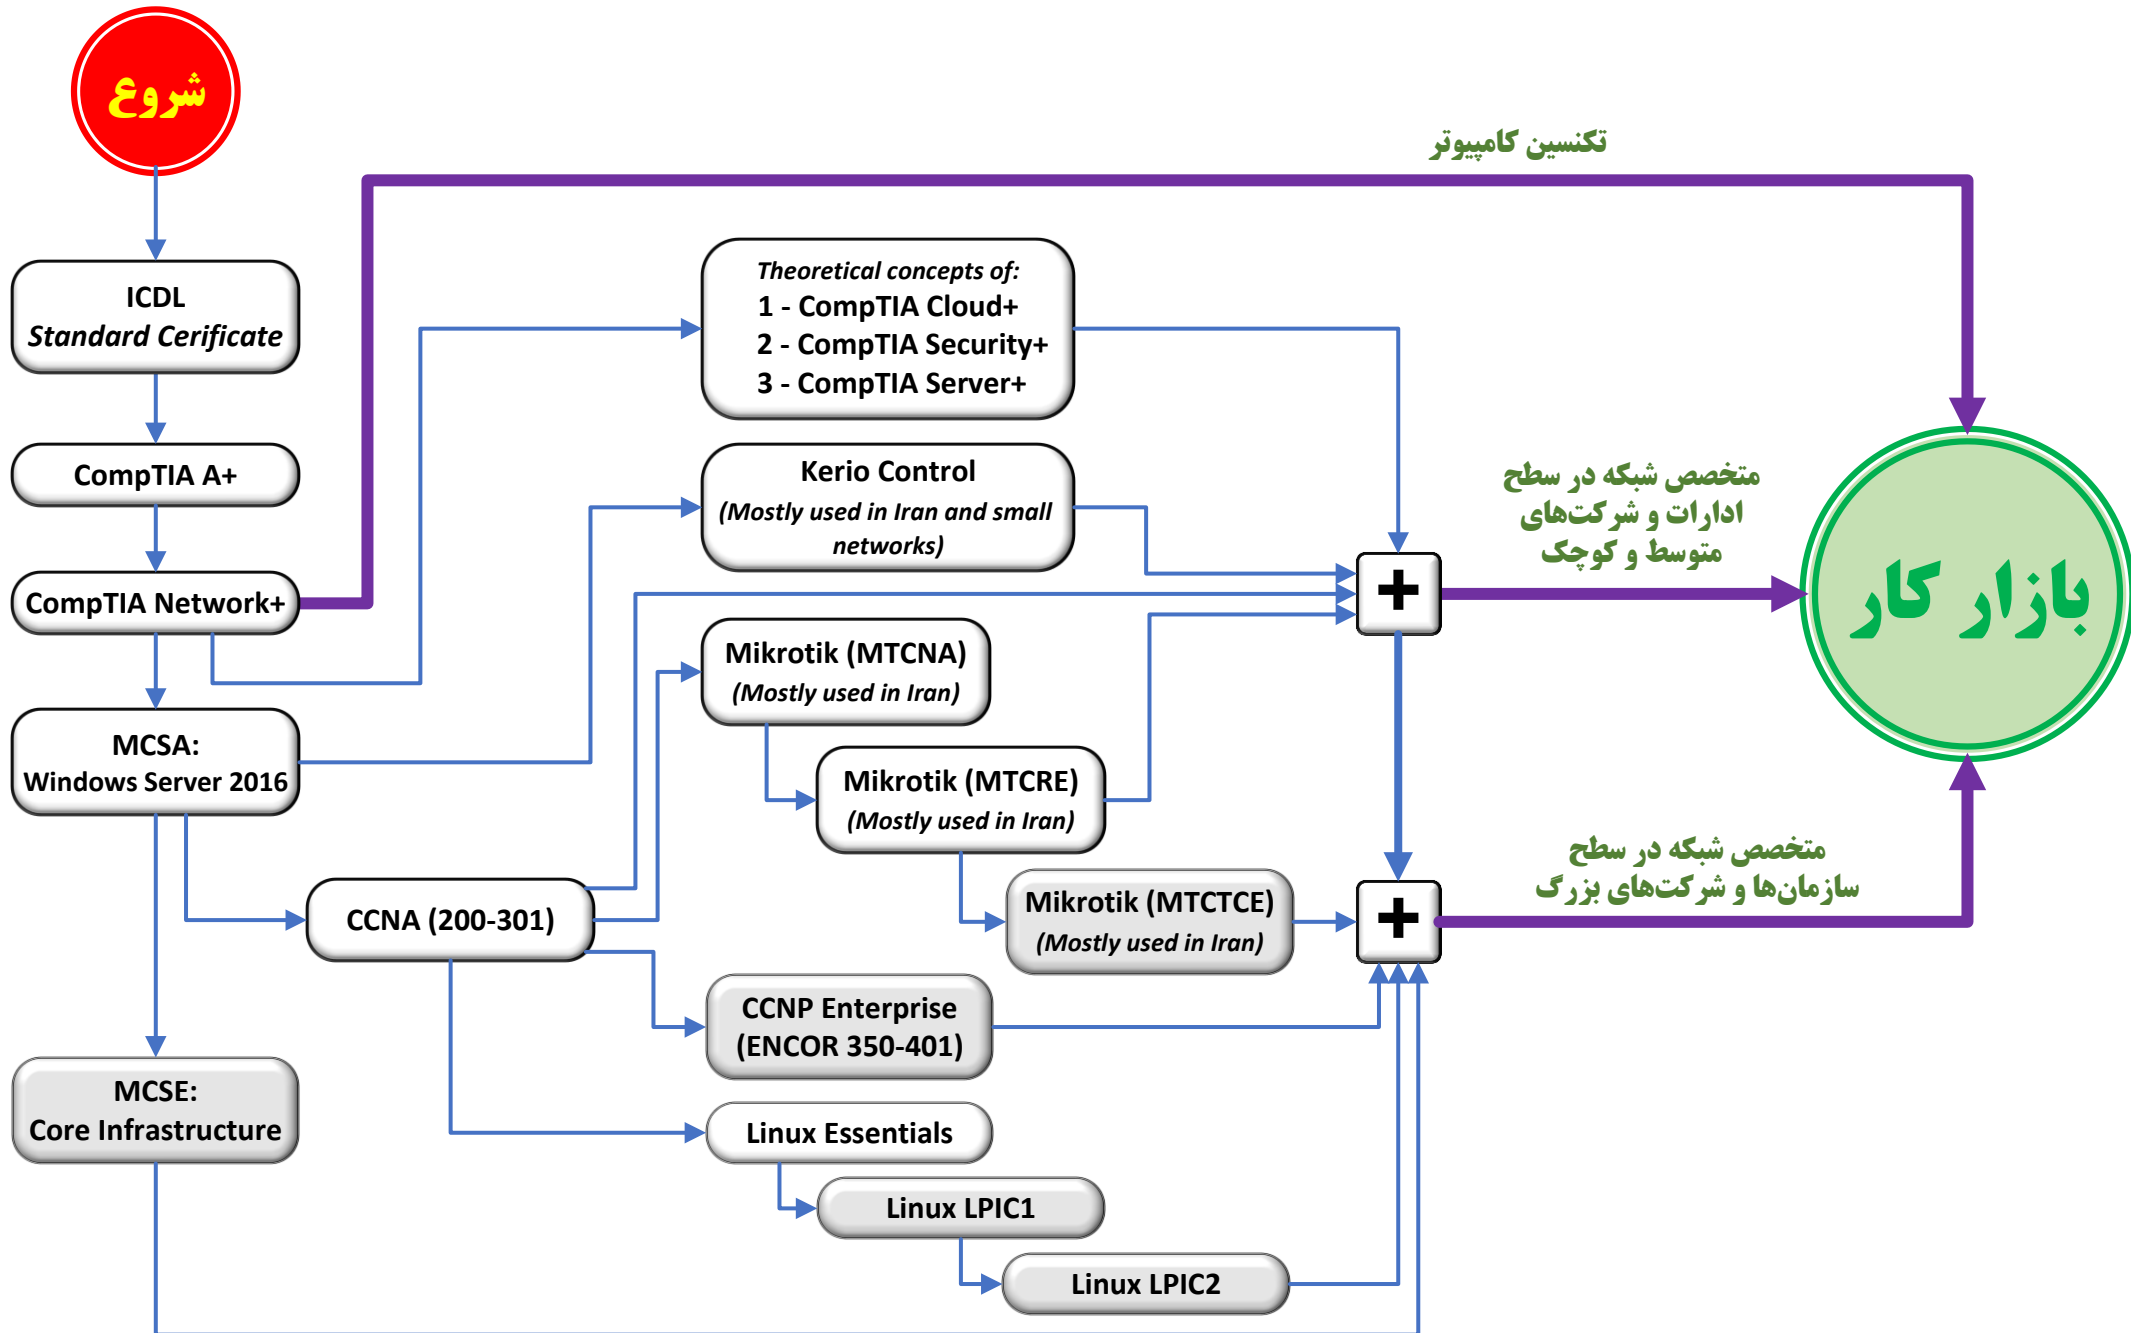 شروع
تکنسین کامپیوتر
ICDL
Standard Cerificate
Theoretical concepts of:
1 - CompTIA Cloud+
2 - CompTIA Security+
3 - CompTIA Server+
CompTIA A+
Kerio Control
(Mostly used in Iran and small
networks)
متخصص شبکه در سطح
ادارات و شرکت‌های
متوسط و کوچک
CompTIA Network+
+
بازار کار
Mikrotik (MTCNA)
(Mostly used in Iran)
MCSA:
Windows Server 2016
Mikrotik (MTCRE)
(Mostly used in Iran)
متخصص شبکه در سطح
سازمان‌ها و شرکت‌های بزرگ
CCNA (200-301)
Mikrotik (MTCTCE)
(Mostly used in Iran)
+
CCNP Enterprise
(ENCOR 350-401)
MCSE:
Core Infrastructure
Linux Essentials
Linux LPIC1
Linux LPIC2